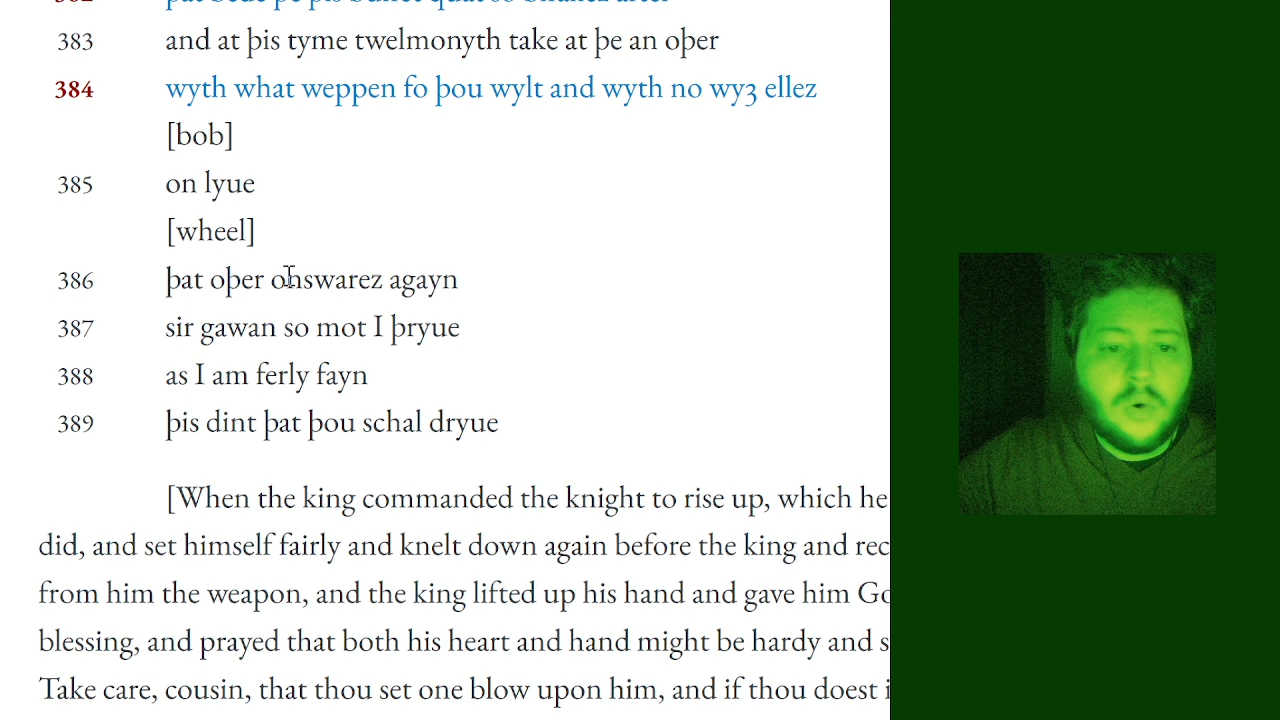 383 and at þis tyme twelmonyth take at þe an oþer
384 wyth what weppen fo þou wylt and wyth no wyȝ ellez
[bob]
385 on lyue
[wheel]
386 þat oþer onswarez agayn
387 sir gawan so mot I þryue
388 as I am ferly fayn
389 þis dint þat þou schal dryue
[When the king commanded the knight to rise up, which he
did, and set himself fairly and knelt down again before the king and rec
from him the weapon, and the king lifted up his hand and gave him Go
blessing, and prayed that both his heart and hand might be hardy and s
Take care, cousin, that thou set one blow upon him, and if thou doest i